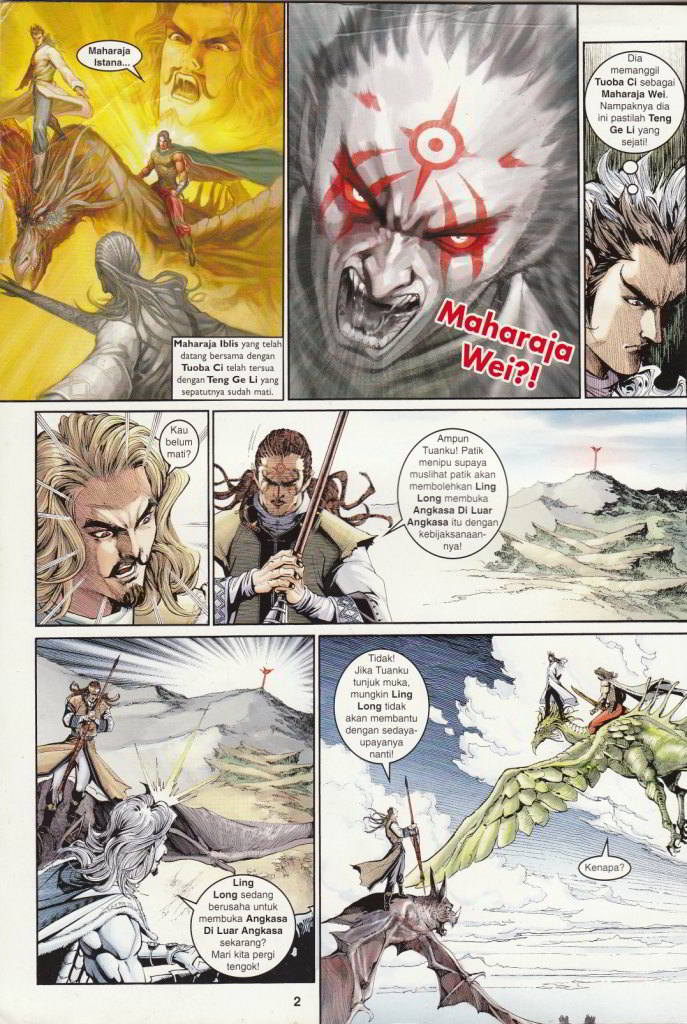 Maharaja
Istana...
Maharaja Iblis yang telah
datang bersama dengan
Tuoba Ci telah tersua
dengan Teng Ge Li yang
sepatutnya sudah mati.
Maharaja
Wei?!
Dia
memanggil
Tuoba Ci sebagai
Maharaja Wei.
Nampaknya dia
ini pastilah Teng
Ge Li yang
sejati!
Kau
belum
mati?
Ampun
Tuanku! Patik
menipu supaya
muslihat patik akan
membolehkan Ling
Long membuka
Angkasa Di Luar
Angkasa itu dengan
kebijaksanaan-
nya!
Ling
Long sedang
berusaha untuk
membuka Angkasa
Di Luar Angkasa
sekarang?
Mari kita pergi
tengok!
Tidak!
Jika Tuanku
tunjuk muka,
mungkin Ling
Long tidak
akan membantu
dengan sedaya-
upayanya
nanti!
Kenapa?
2